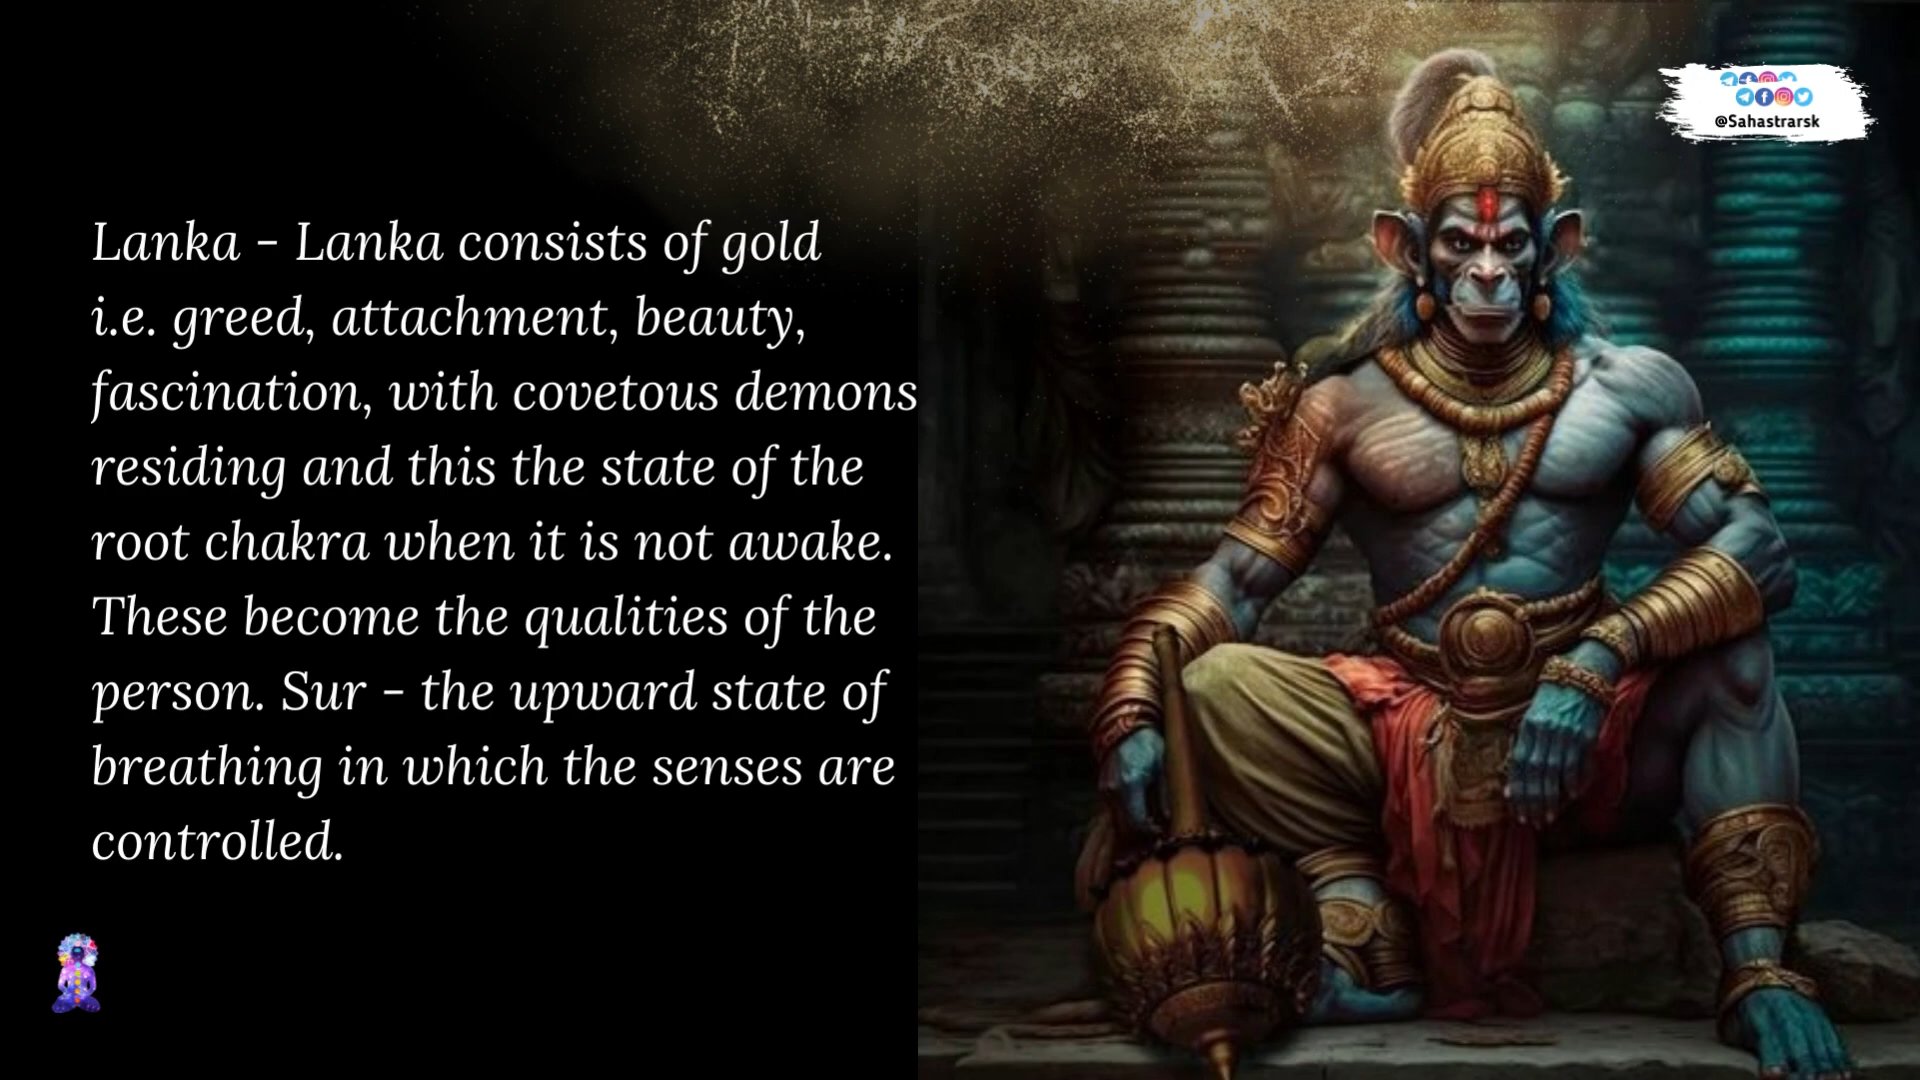 @Sahastrarsk
Lanka - Lanka consists of gold
i.e. greed, attachment, beauty,
fascination, with covetous demons
residing and this the state of the
root chakra when it is not awake.
These become the qualities of the
person. Sur - the upward state of
breathing in which the senses are
controlled.